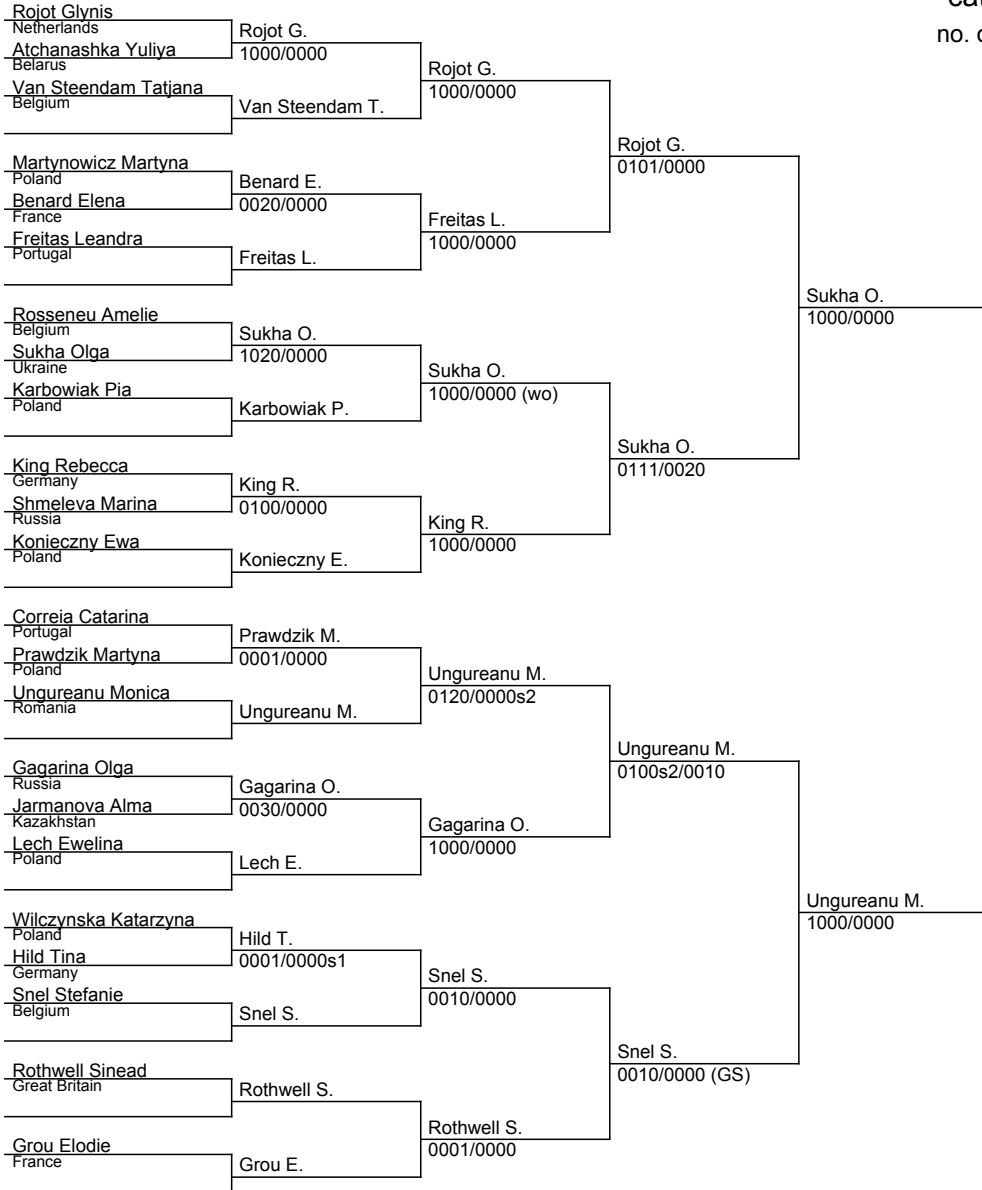 Rojot Glynis
Netherlands
Atchanashka Yuliya
Belarus
Van Steendam Tatjana
Belgium
Martynowicz Martyna
Poland
Benard Elena
France
Freitas Leandra
Portugal
Rosseneu Amelie
Belgium
Sukha Olga
Ukraine
Karbowiak Pia
Poland
King Rebecca
Germany
Shmeleva Marina
Russia
Konieczny Ewa
Poland
Correia Catarina
Portugal
Prawdzik Martyna
Poland
Ungureanu Monica
Romania
Gagarina Olga
Russia
Jarmanova Alma
Kazakhstan
Lech Ewelina
Poland
Wilczynska Katarzyna
Poland
Hild Tina
Germany
Snel Stefanie
Belgium
Rothwell Sinead
Great Britain
Grou Elodie
France
Rojot G.
1000/0000
Van Steendam T.
Benard E.
0020/0000
Freitas L.
Sukha O.
1020/0000
Karbowiak P.
King R.
0100/0000
Konieczny E.
Prawdzik M.
0001/0000
Ungureanu M.
Gagarina O.
0030/0000
Lech E.
Hild T.
0001/0000s1
Snel S.
Rothwell S.
Grou E.
Rojot G.
1000/0000
Freitas L.
1000/0000
Sukha O.
1000/0000 (wo)
King R.
1000/0000
Ungureanu M.
0120/0000s2
Gagarina O.
1000/0000
Snel S.
0010/0000
Rothwell S.
0001/0000
Rojot G.
0101/0000
Sukha O.
0111/0020
Ungureanu M.
0100s2/0010
Snel S.
0010/0000 (GS)
Sukha O.
1000/0000
Ungureanu M.
1000/0000
no.